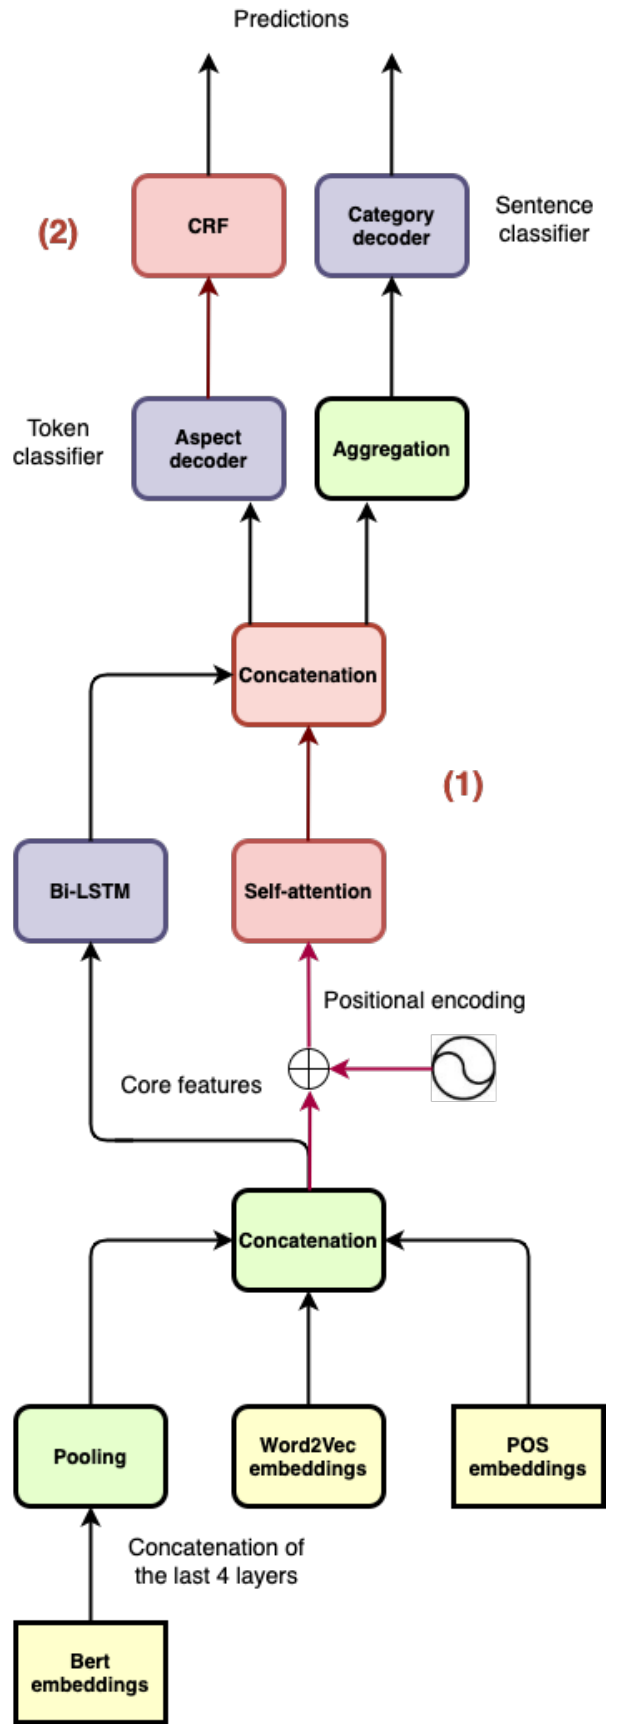 Predictions
(2)
CRF
Category
decoder
Sentence
classifier
Token
classifier
Aspect
decoder
Aggregation
Concatenation
(1)
Bi-LSTM
Self-attention
Positional encoding
Core features
Concatenation
Pooling
Word2Vec
embeddings
POS
embeddings
Concatenation of
the last 4 layers
Bert
embeddings